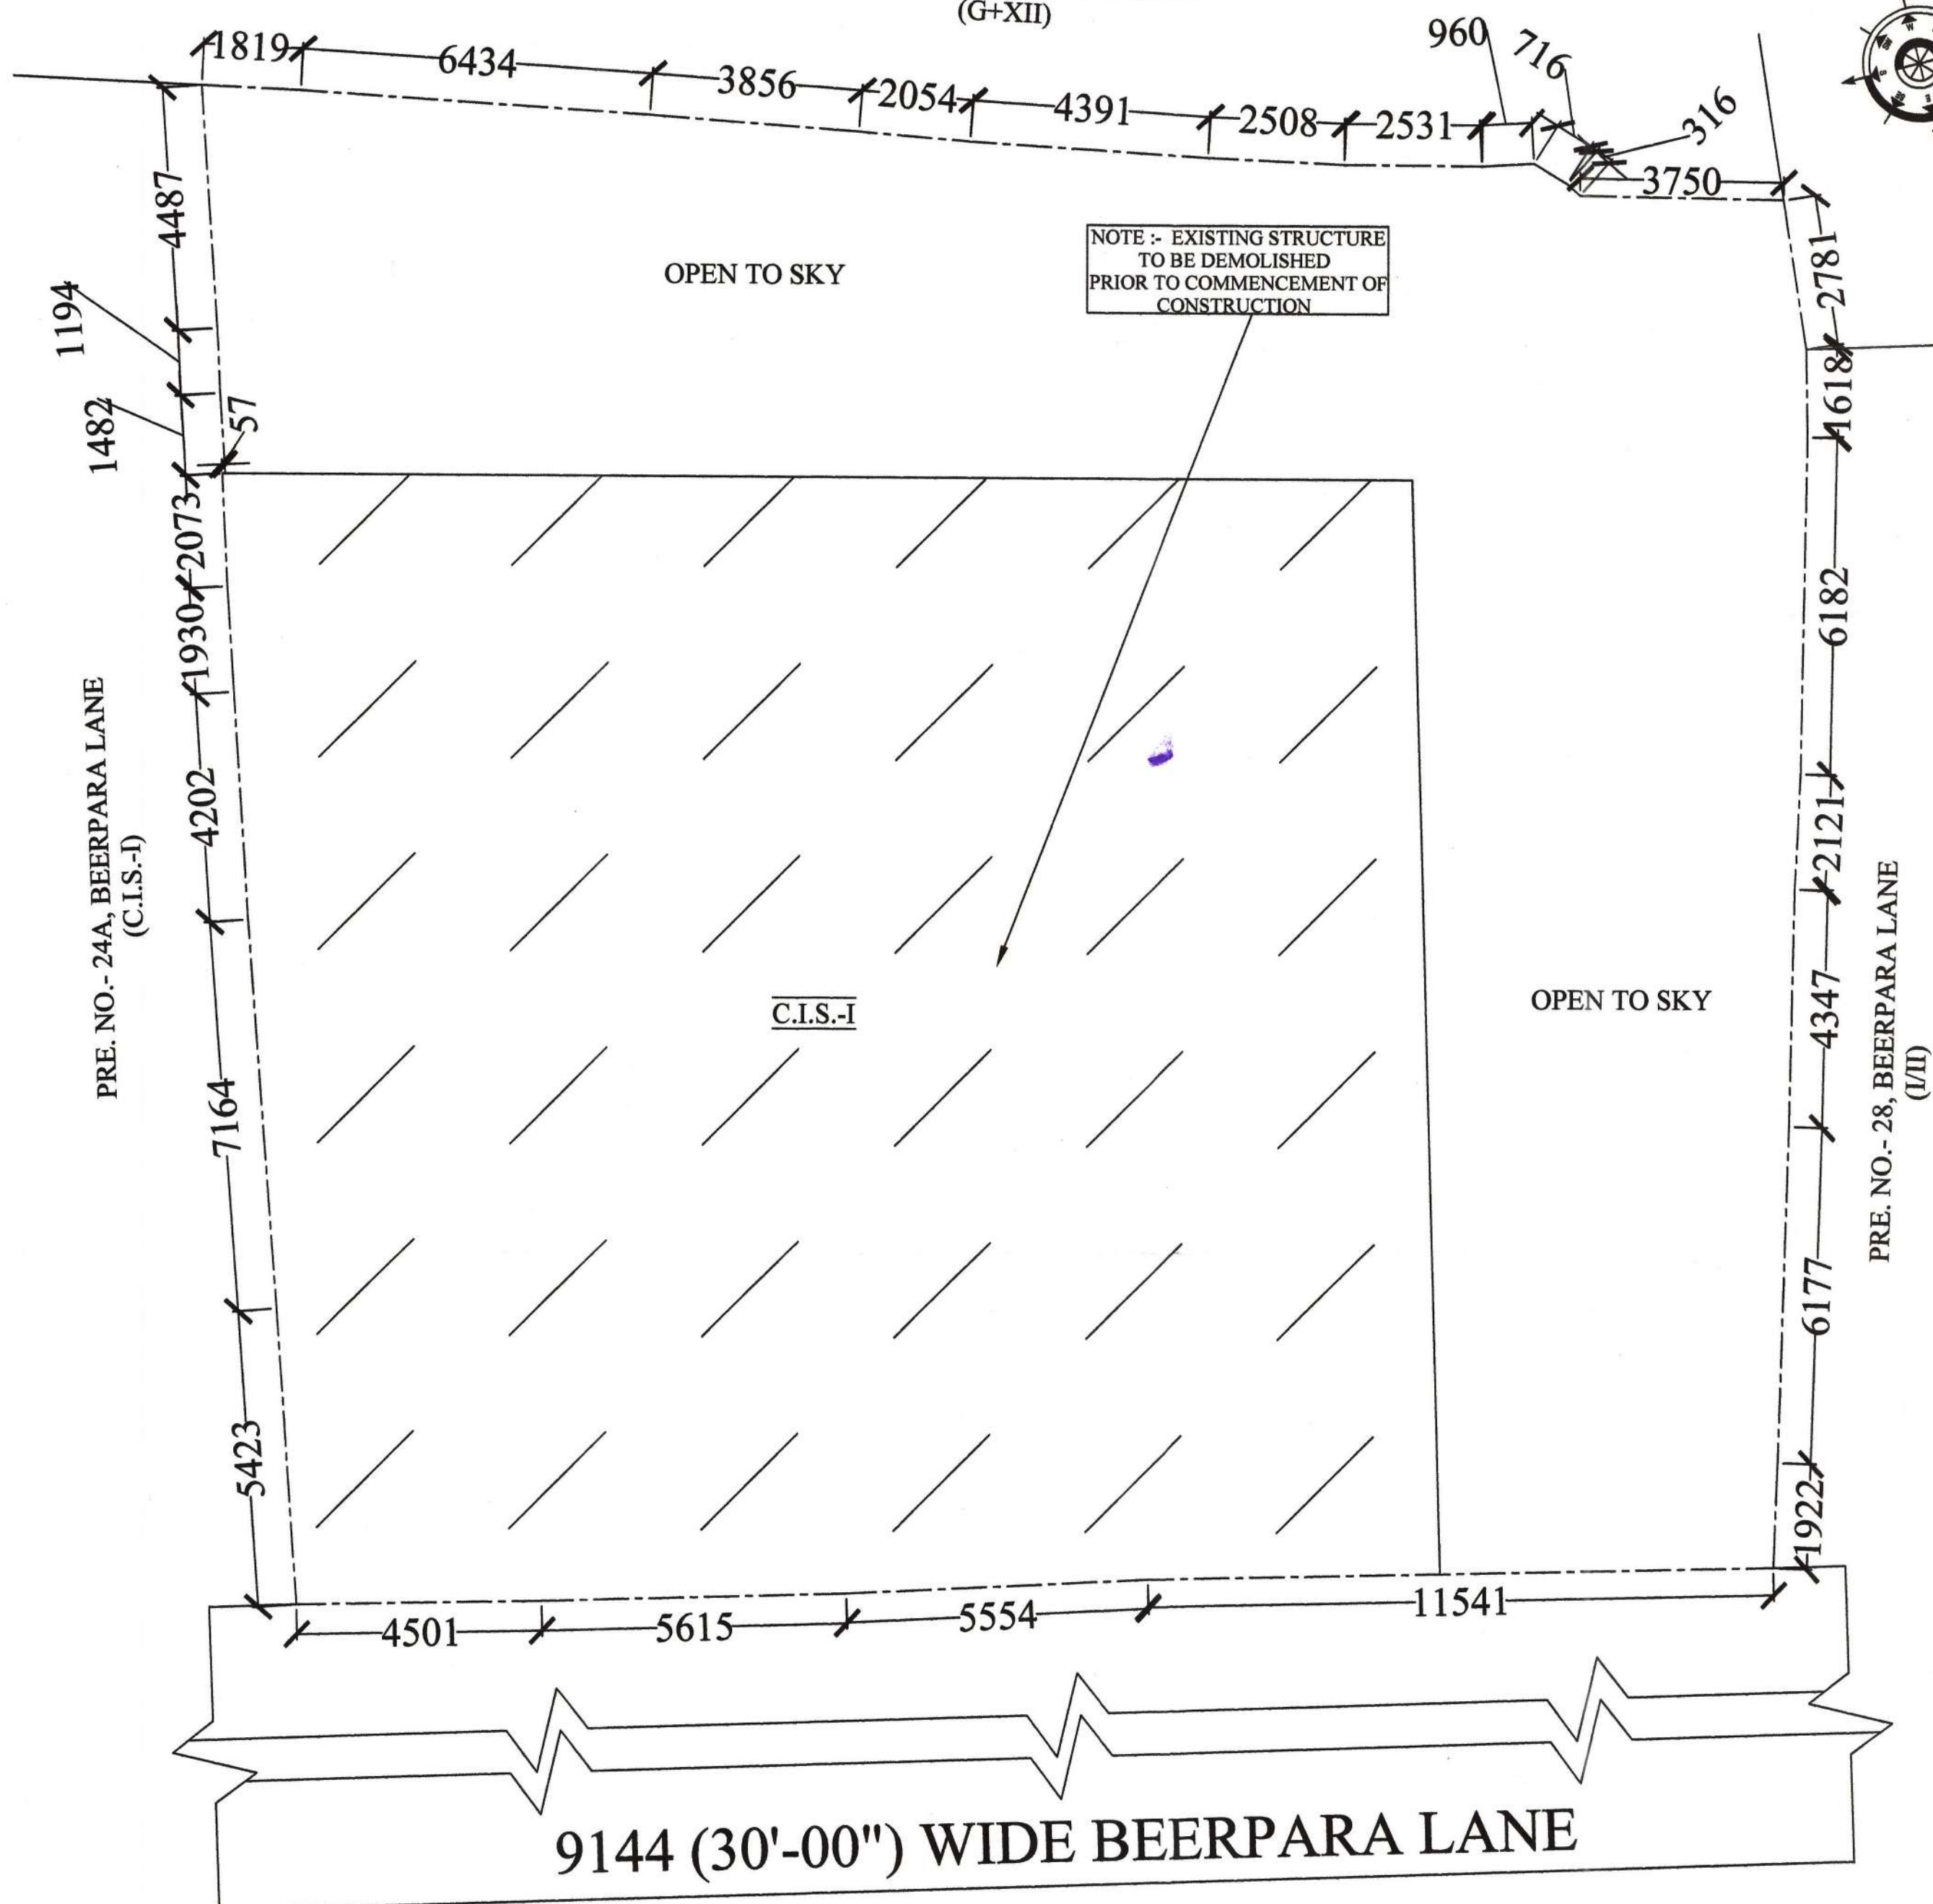 (G+XII)
1819
6434
3856
2054
4391
2508
2531
960
716
316
3750
4487
1194
1482
57
2073
1930
4202
7164
5423
2781
1618
6182
2121
4347
6177
1922
NOTE :- EXISTING STRUCTURE
TO BE DEMOLISHED
PRIOR TO COMMENCEMENT OF
CONSTRUCTION
OPEN TO SKY
PRE. NO.- 24A, BEERPARA LANE
(C.I.S.-I)
C.I.S.-I
OPEN TO SKY
PRE. NO.- 28, BEERPARA LANE
(I/II)
4501
5615
5554
11541
9144 (30'-00") WIDE BEERPARA LANE